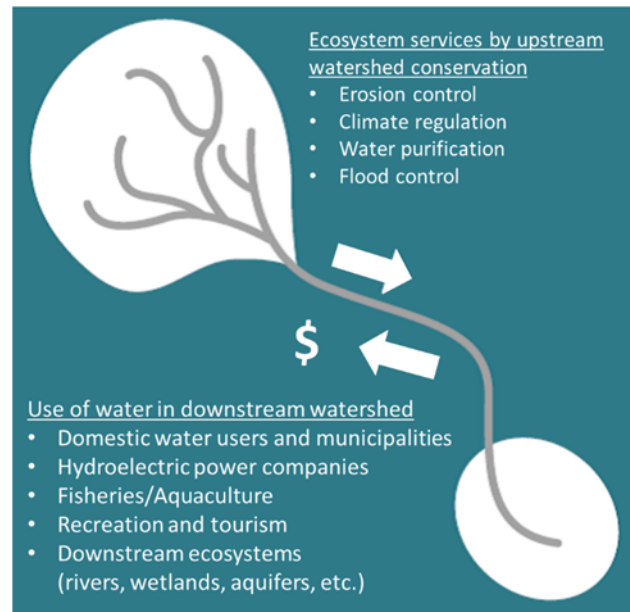 Ecosystem services by upstream
watershed conservation
• Erosion control
• Climate regulation
• Water purification
• Flood control
$
Use of water in downstream watershed
• Domestic water users and municipalities
• Hydroelectric power companies
• Fisheries/Aquaculture
• Recreation and tourism
• Downstream ecosystems
(rivers, wetlands, aquifers, etc.)